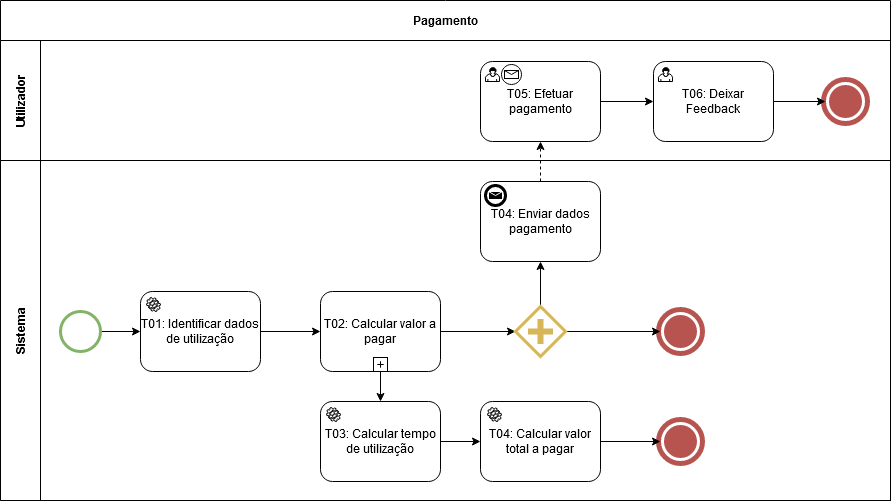 Pagamento
Utilizador
T05: Efetuar
pagamento
T06: Deixar
Feedback
Sistema
T04: Enviar dados
pagamento
T01: Identificar dados
de utilização
T02: Calcular valor a
pagar
T03: Calcular tempo
de utilização
T04: Calcular valor
total a pagar